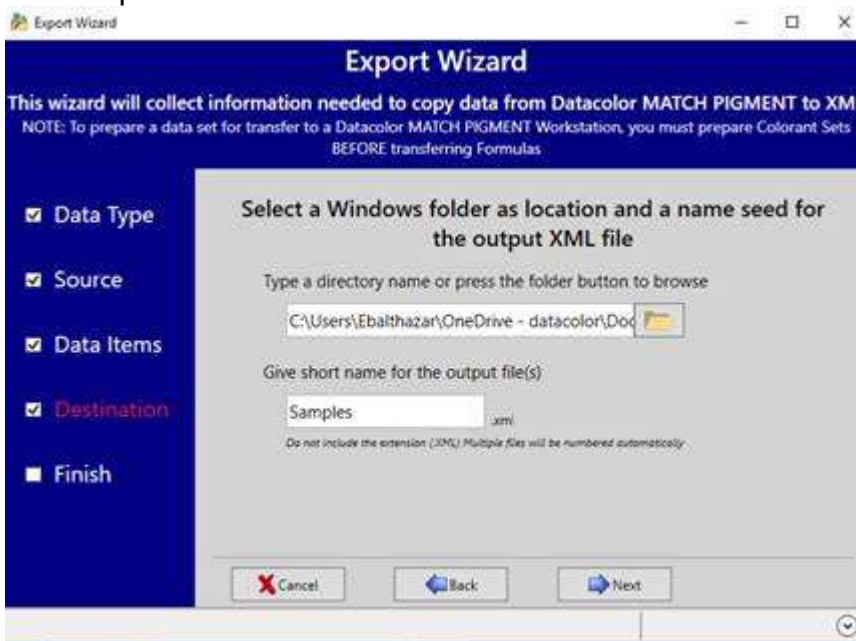 Export Wizard
Export Wizard
This wizard will collect information needed to copy data from Datacolor MATCH PIGMENT to XM
NOTE: To prepare a data set for transfer to a Datacolor MATCH PIGMENT Workstation, you must prepare Colorant Sets
BEFORE transferring Formulas
Data Type
Source
Data Items
Destination
Finish
Select a Windows folder as location and a name seed for
the output XML file
Type a directory name or press the folder button to browse
C:\Users\Ebalthazar\OneDrive - datacolor\Doc
Give short name for the output file(s)
Samples
.xml
Do not include the extension (.XML) Multiple files will be numbered automatically
Cancel
Back
Next